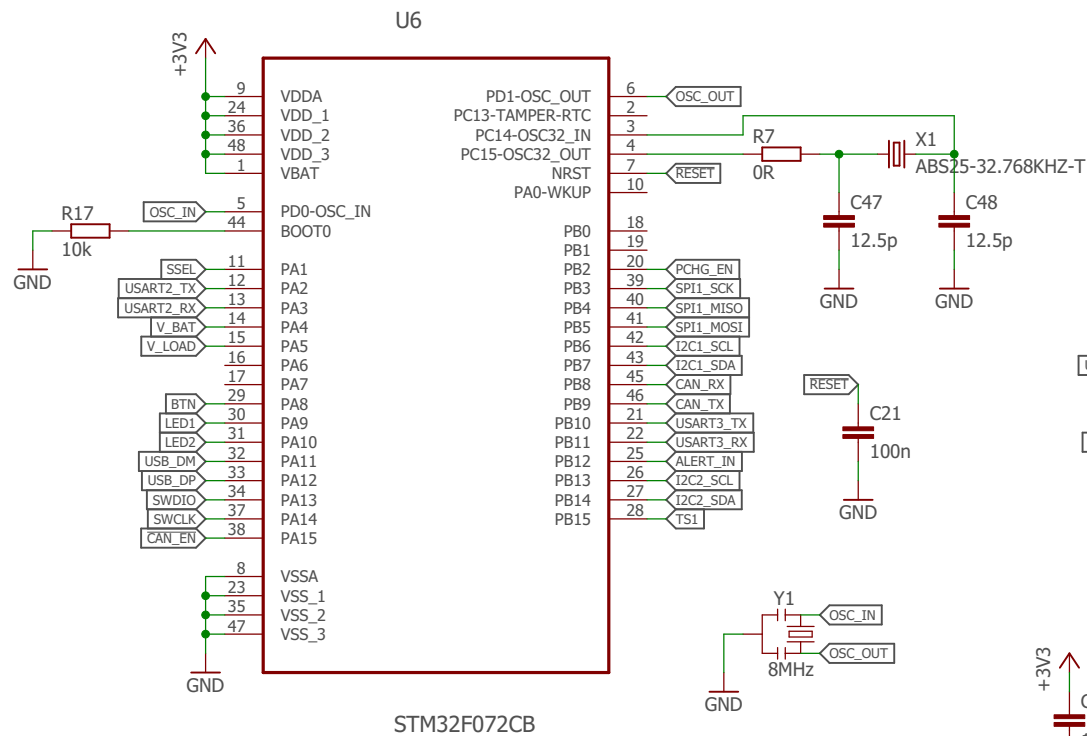 U6
+3V3
9 VDDA
24 VDD_1
36 VDD_2
48 VDD_3
1 VBAT
OSC_IN 5 PD0-OSC_IN
R17 44 BOOT0
10k
GND
SSEL 11 PA1
USART2_TX 12 PA2
USART2_RX 13 PA3
V_BAT 14 PA4
V_LOAD 15 PA5
16 PA6
17 PA7
BTN 29 PA8
LED1 30 PA9
LED2 31 PA10
USB_DM 32 PA11
USB_DP 33 PA12
SWDIO 34 PA13
SWCLK 37 PA14
CAN_EN 38 PA15
8 VSSA
23 VSS_1
35 VSS_2
47 VSS_3
GND
PD1-OSC_OUT 6 OSC_OUT
PC13-TAMPER-RTC 2
PC14-OSC32_IN 3
PC15-OSC32_OUT 4
NRST 7 RESET
PA0-WKUP 10
PB0 18
PB1 19
PB2 20 PCHG_EN
PB3 39 SPI1_SCK
PB4 40 SPI1_MISO
PB5 41 SPI1_MOSI
PB6 42 I2C1_SCL
PB7 43 I2C1_SDA
PB8 45 CAN_RX
PB9 46 CAN_TX
PB10 21 USART3_TX
PB11 22 USART3_RX
PB12 25 ALERT_IN
PB13 26 I2C2_SCL
PB14 27 I2C2_SDA
PB15 28 TS1
STM32F072CB
R7
0R
X1
ABS25-32.768KHZ-T
C47
12.5p
GND
C48
12.5p
GND
RESET
C21
100n
GND
Y1
OSC_IN
OSC_OUT
8MHz
GND
+3V3